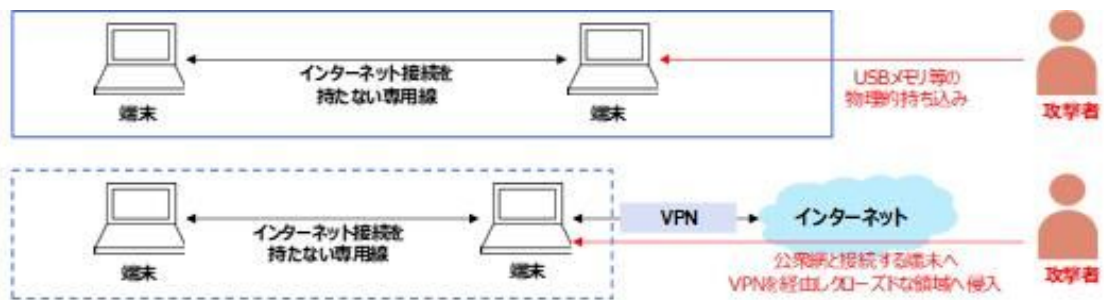 インターネット接続を
持たない専用線
端末
端末
USBメモリ等の
物理的持ち込み
攻撃者
インターネット接続を
持たない専用線
端末
端末
VPN
インターネット
公衆網と接続する端末へ
VPNを経由しクローズドな領域へ侵入
攻撃者